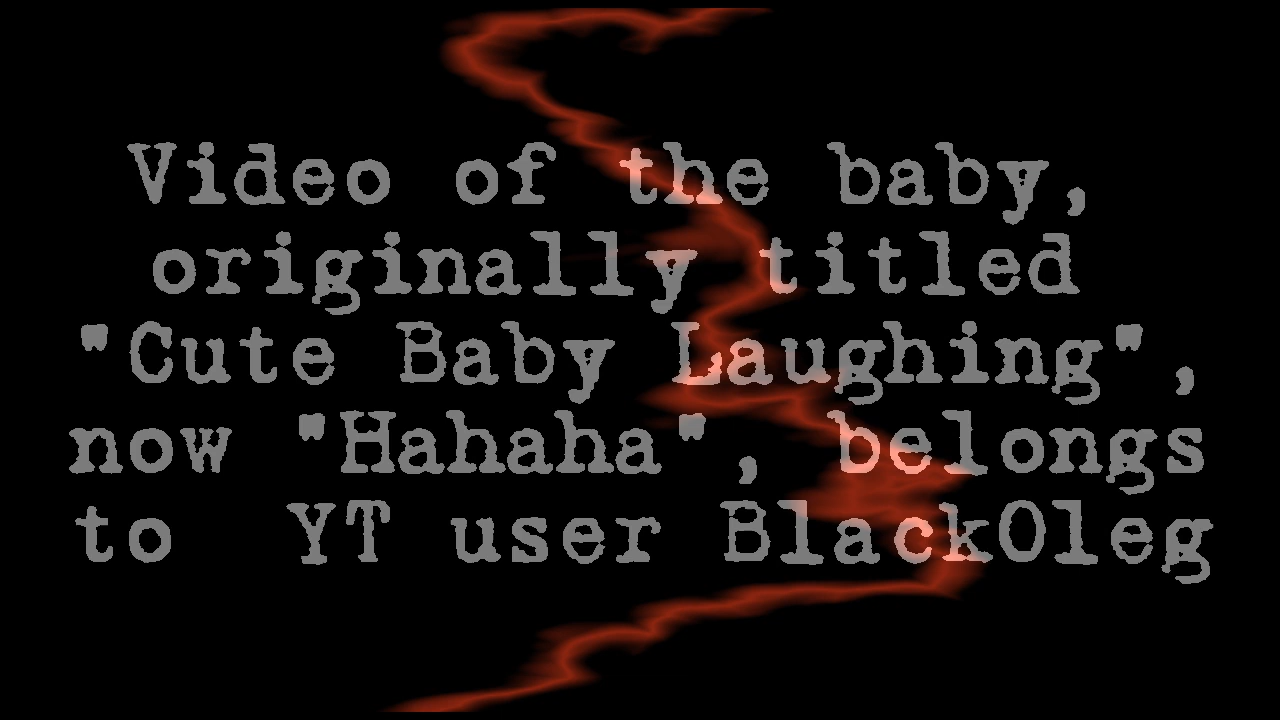 Video of the baby,
originally titled
"Cute Baby Laughing",
now "Hahaha", belongs
to  YT user BlackOleg